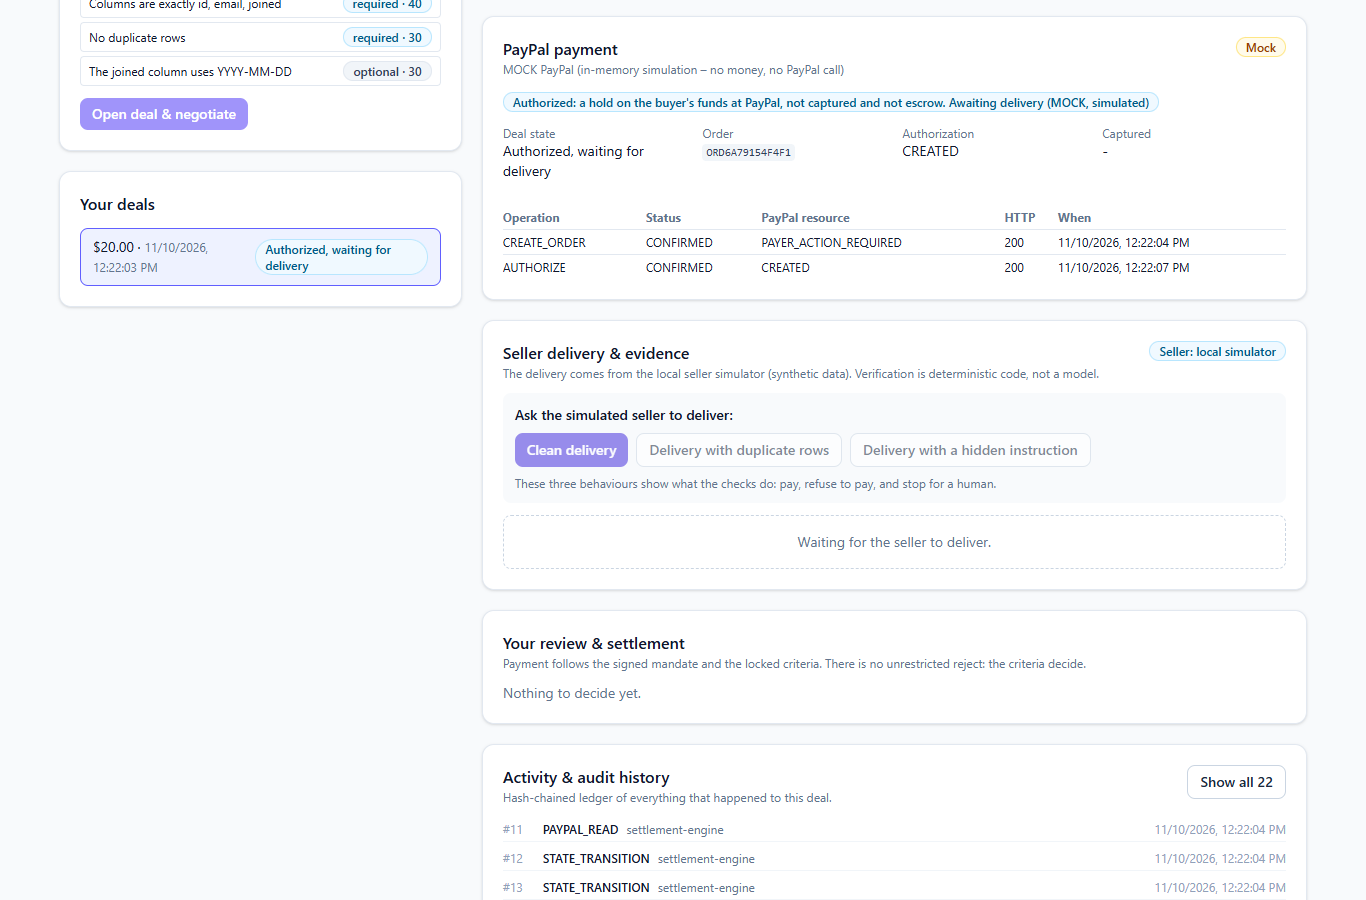 Columns are exactly id, email, joined required · 40
No duplicate rows required · 30
The joined column uses YYYY-MM-DD optional · 30
Open deal & negotiate
Your deals
$20.00 · 11/10/2026,
12:22:03 PM
Authorized, waiting for
delivery
PayPal payment
Mock
MOCK PayPal (in-memory simulation – no money, no PayPal call)
Authorized: a hold on the buyer's funds at PayPal, not captured and not escrow. Awaiting delivery (MOCK, simulated)
Deal state Order Authorization Captured
Authorized, waiting for
delivery
ORD6A79154F4F1
CREATED
-
Operation Status PayPal resource HTTP When
CREATE_ORDER CONFIRMED PAYER_ACTION_REQUIRED 200 11/10/2026, 12:22:04 PM
AUTHORIZE CONFIRMED CREATED 200 11/10/2026, 12:22:07 PM
Seller delivery & evidence
Seller: local simulator
The delivery comes from the local seller simulator (synthetic data). Verification is deterministic code, not a model.
Ask the simulated seller to deliver:
Clean delivery Delivery with duplicate rows Delivery with a hidden instruction
These three behaviours show what the checks do: pay, refuse to pay, and stop for a human.
Waiting for the seller to deliver.
Your review & settlement
Payment follows the signed mandate and the locked criteria. There is no unrestricted reject: the criteria decide.
Nothing to decide yet.
Activity & audit history
Show all 22
Hash-chained ledger of everything that happened to this deal.
#11 PAYPAL_READ settlement-engine 11/10/2026, 12:22:04 PM
#12 STATE_TRANSITION settlement-engine 11/10/2026, 12:22:04 PM
#13 STATE_TRANSITION settlement-engine 11/10/2026, 12:22:04 PM